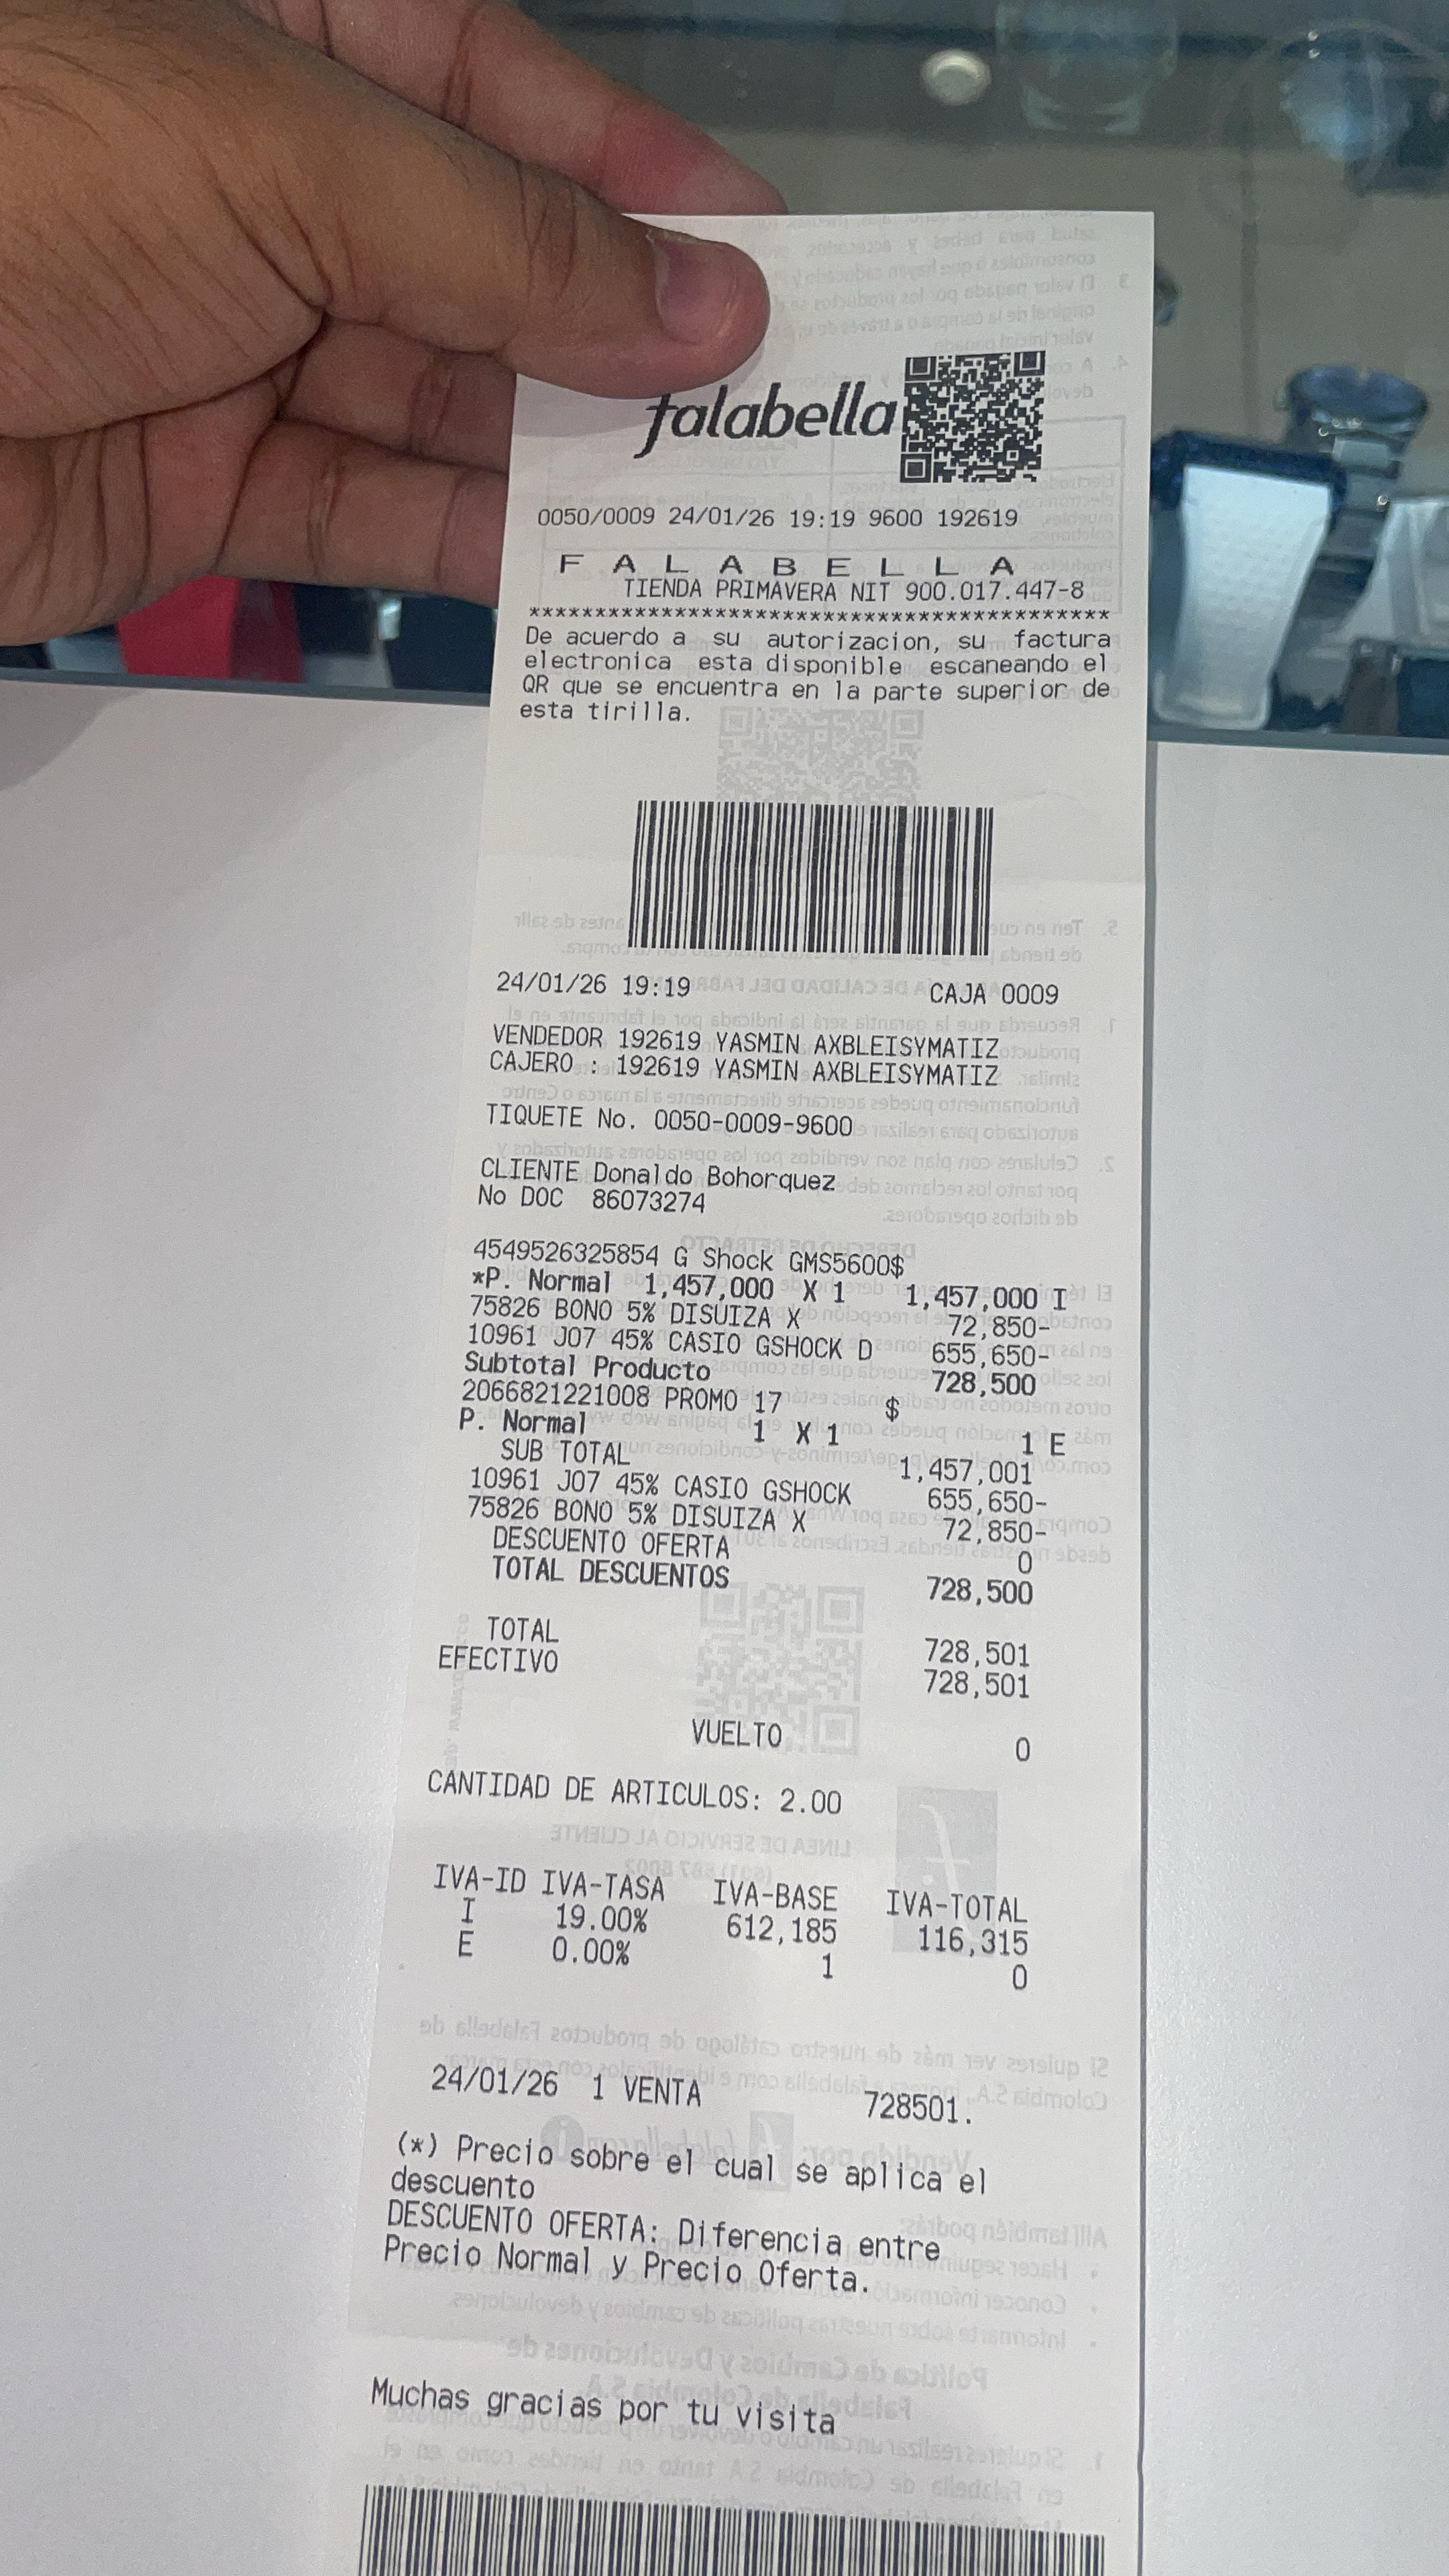 falabella
0050/0009 24/01/26 19:19 9600 192619
F A L A B E L L A
TIENDA PRIMAVERA NIT 900.017.447-8
********************************************
De acuerdo a su autorizacion, su factura
electronica esta disponible escaneando el
QR que se encuentra en la parte superior de
esta tirilla.
24/01/26 19:19 CAJA 0009
VENDEDOR 192619 YASMIN AXBLEISYMATIZ
CAJERO : 192619 YASMIN AXBLEISYMATIZ
TIQUETE No. 0050-0009-9600
CLIENTE Donaldo Bohorquez
No DOC 86073274
4549526325854 G Shock GMS5600$
*P. Normal 1,457,000 X 1 1,457,000 I
75826 BONO 5% DISUIZA X 72,850-
10961 J07 45% CASIO GSHOCK D 655,650-
Subtotal Producto 728,500
2066821221008 PROMO 17 $
P. Normal 1 X 1 1 E
SUB TOTAL 1,457,001
10961 J07 45% CASIO GSHOCK 655,650-
75826 BONO 5% DISUIZA X 72,850-
DESCUENTO OFERTA 0
TOTAL DESCUENTOS 728,500
TOTAL 728,501
EFECTIVO 728,501
VUELTO 0
CANTIDAD DE ARTICULOS: 2.00
IVA-ID IVA-TASA IVA-BASE IVA-TOTAL
I 19.00% 612,185 116,315
E 0.00% 1 0
24/01/26 1 VENTA 728501.
(*) Precio sobre el cual se aplica el
descuento
DESCUENTO OFERTA: Diferencia entre
Precio Normal y Precio Oferta.
Muchas gracias por tu visita